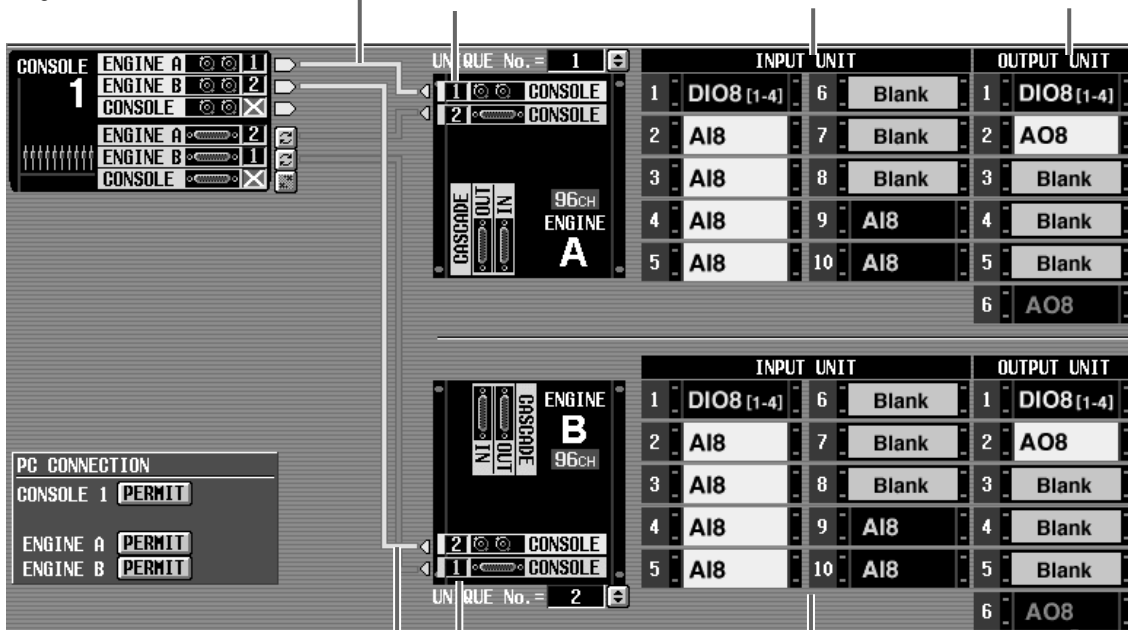 CONSOLE 1
ENGINE A 1
ENGINE B 2
CONSOLE X
ENGINE A 2
ENGINE B 1
CONSOLE X
UNIQUE No.= 1
1 CONSOLE
2 CONSOLE
CASCADE
OUT
IN
96CH
ENGINE
A
INPUT UNIT
1 DIO8 [1-4] 6 Blank
2 AI8 7 Blank
3 AI8 8 Blank
4 AI8 9 AI8
5 AI8 10 AI8
OUTPUT UNIT
1 DIO8 [1-4]
2 AO8
3 Blank
4 Blank
5 Blank
6 AO8
PC CONNECTION
CONSOLE 1 PERMIT
ENGINE A PERMIT
ENGINE B PERMIT
IN
OUT
CASCADE
ENGINE
B
96CH
2 CONSOLE
1 CONSOLE
UNIQUE No.= 2
INPUT UNIT
1 DIO8 [1-4] 6 Blank
2 AI8 7 Blank
3 AI8 8 Blank
4 AI8 9 AI8
5 AI8 10 AI8
OUTPUT UNIT
1 DIO8 [1-4]
2 AO8
3 Blank
4 Blank
5 Blank
6 AO8